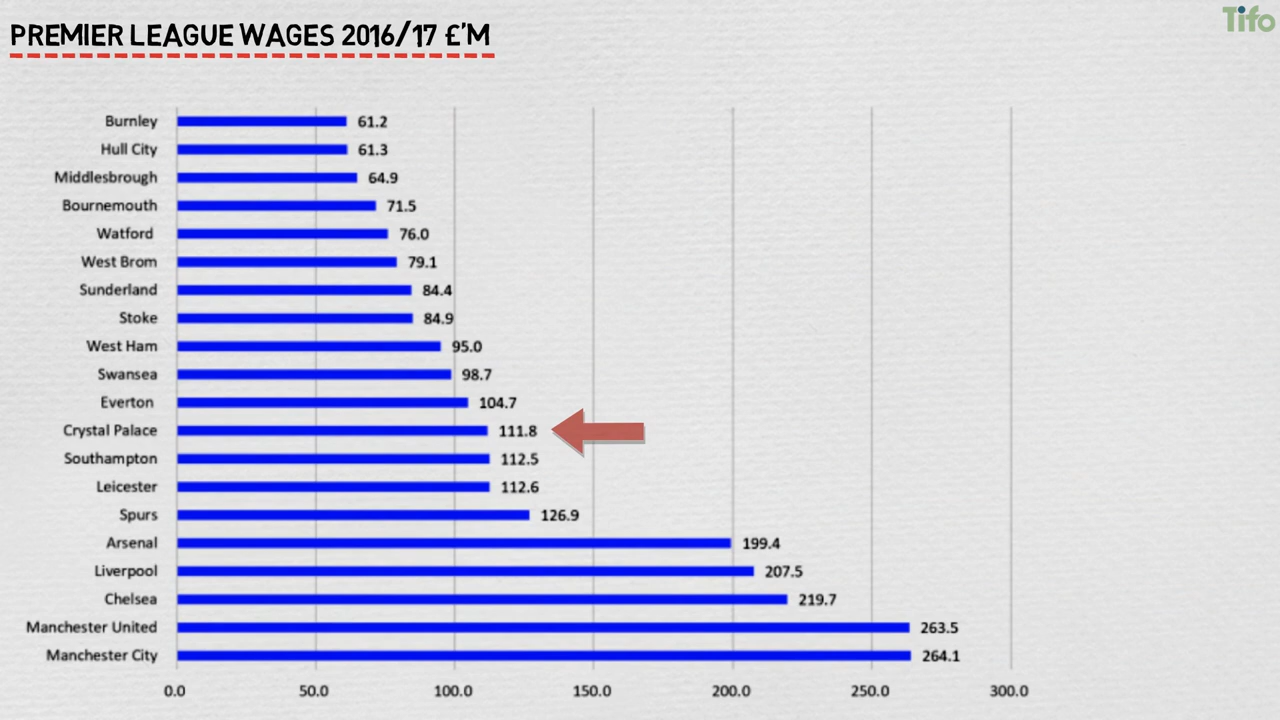 PREMIER LEAGUE WAGES 2016/17 £'M
Tifo
Burnley 61.2
Hull City 61.3
Middlesbrough 64.9
Bournemouth 71.5
Watford 76.0
West Brom 79.1
Sunderland 84.4
Stoke 84.9
West Ham 95.0
Swansea 98.7
Everton 104.7
Crystal Palace 111.8
Southampton 112.5
Leicester 112.6
Spurs 126.9
Arsenal 199.4
Liverpool 207.5
Chelsea 219.7
Manchester United 263.5
Manchester City 264.1
0.0 50.0 100.0 150.0 200.0 250.0 300.0